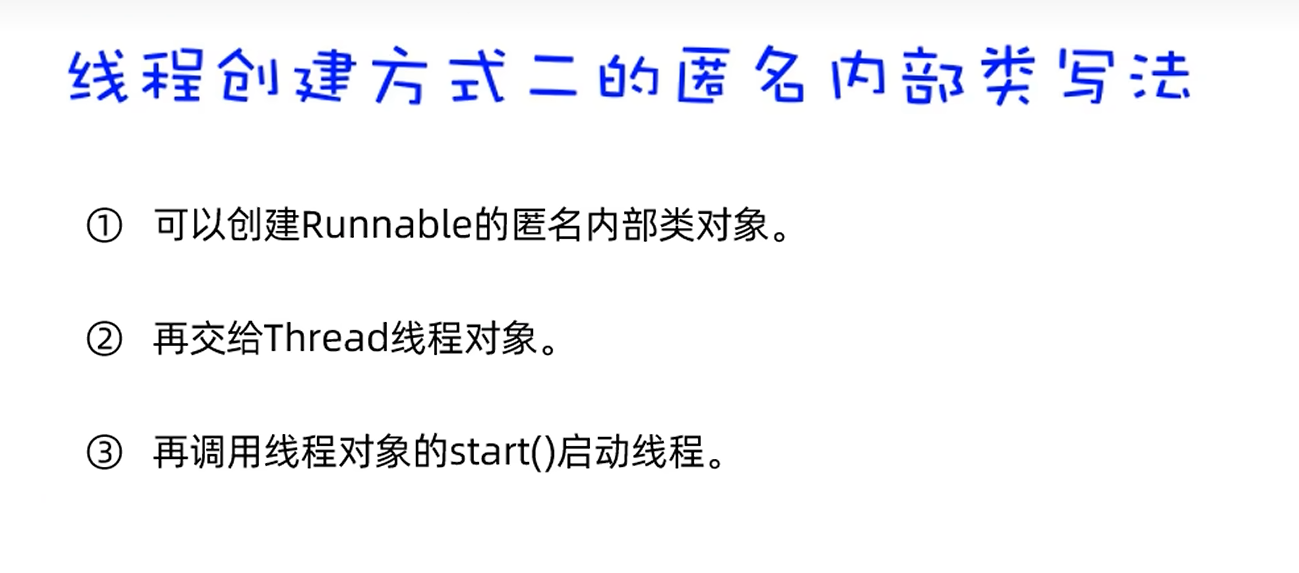 线程创建方式二的匿名内部类写法
① 可以创建Runnable的匿名内部类对象。
② 再交给Thread线程对象。
③ 再调用线程对象的start()启动线程。